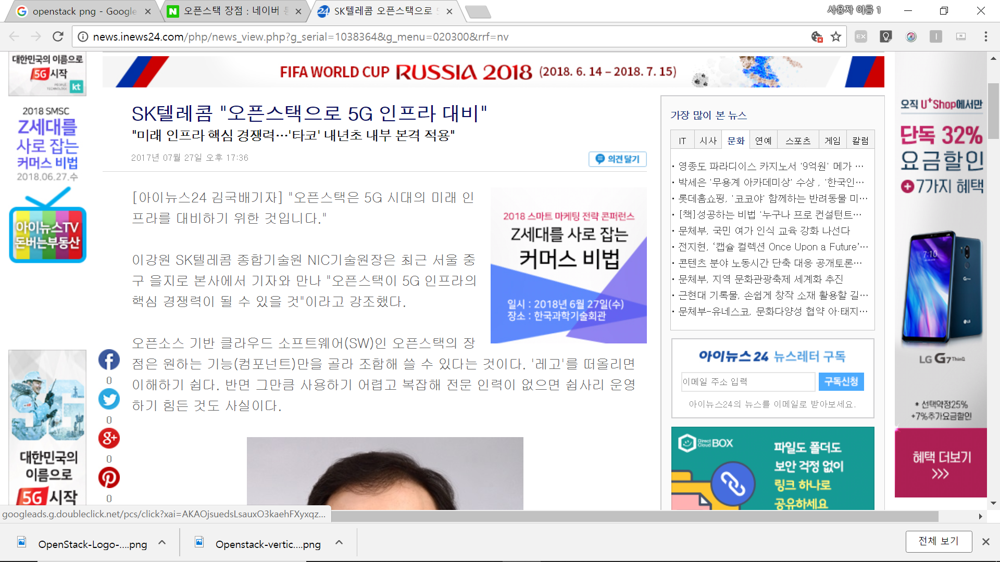 openstack png - Google
오픈스택 장점 : 네이버
SK텔레콤 오픈스택으로 5
사용자 이름 1
news.inews24.com/php/news_view.php?g_serial=1038364&g_menu=020300&rrf=nv
대한민국의 이름으로
5G 시작
PEOPLE. TECHNOLOGY.
kt
FIFA WORLD CUP RUSSIA 2018 (2018. 6. 14 – 2018. 7. 15)
2018 SMSC
Z세대를
사로 잡는
커머스 비법
2018.06.27.수
아이뉴스TV
돈버는부동산
SK텔레콤 "오픈스택으로 5G 인프라 대비"
"미래 인프라 핵심 경쟁력…'타코' 내년초 내부 본격 적용"
2017년 07월 27일 오후 17:36
의견달기
[아이뉴스24 김국배기자] "오픈스택은 5G 시대의 미래 인
프라를 대비하기 위한 것입니다."
이강원 SK텔레콤 종합기술원 NIC기술원장은 최근 서울 중
구 을지로 본사에서 기자와 만나 "오픈스택이 5G 인프라의
핵심 경쟁력이 될 수 있을 것"이라고 강조했다.
오픈소스 기반 클라우드 소프트웨어(SW)인 오픈스택의 장
점은 원하는 기능(컴포넌트)만을 골라 조합해 쓸 수 있다는 것이다. '레고'를 떠올리면
이해하기 쉽다. 반면 그만큼 사용하기 어렵고 복잡해 전문 인력이 없으면 쉽사리 운영
하기 힘든 것도 사실이다.
2018 스마트 마케팅 전략 콘퍼런스
Z세대를 사로 잡는
커머스 비법
일시 : 2018년 6월 27일(수)
장소 : 한국과학기술회관
0
0
0
0
5G
대한민국의
이름으로
5G 시작
가장 많이 본 뉴스
IT 시사 문화 연예 스포츠 게임 칼럼
· 영종도 파라다이스 카지노서 '9억원' 메가 …
· 박세은 '무용계 아카데미상' 수상 , '한국인…
· 롯데홈쇼핑, '코코야' 함께하는 반려동물 미…
· [책]성공하는 비법 '누구나 프로 컨설턴트…
· 문체부, 국민 여가 인식 교육 강화 나선다
· 전지현, ‘캡슐 컬렉션 Once Upon a Future’…
· 콘텐츠 분야 노동시간 단축 대응 공개토론…
· 문체부, 지역 문화관광축제 세계화 추진
· 근현대 기록물, 손쉽게 창작 소재 활용할 길…
· 문체부-유네스코, 문화다양성 협약 아·태지…
아이뉴스24 뉴스레터 구독
이메일 주소 입력
구독신청
아이뉴스24의 뉴스를 이메일로 받아보세요.
Direct Cloud BOX
파일도 폴더도
보안 걱정 없이
링크 하나로
공유하세요
오직 U+Shop에서만
단독 32%
요금할인
+7가지 혜택
7:10
LG G7 ThinQ
* 선택약정25%
+7%추가요금할인
혜택 더보기
>>>
googleads.g.doubleclick.net/pcs/click?xai=AKAOjsuedsLsauxO3kaehFXyxqz...
OpenStack-Logo-....png
Openstack-vertic....png
전체 보기